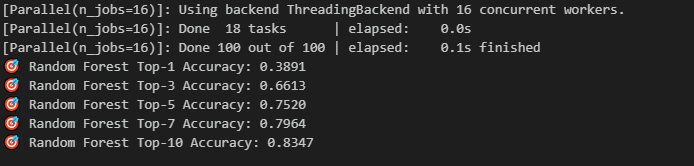 [Parallel(n_jobs=16)]: Using backend ThreadingBackend with 16 concurrent workers.
[Parallel(n_jobs=16)]: Done  18 tasks      | elapsed:    0.0s
[Parallel(n_jobs=16)]: Done 100 out of 100 | elapsed:    0.1s finished
🎯 Random Forest Top-1 Accuracy: 0.3891
🎯 Random Forest Top-3 Accuracy: 0.6613
🎯 Random Forest Top-5 Accuracy: 0.7520
🎯 Random Forest Top-7 Accuracy: 0.7964
🎯 Random Forest Top-10 Accuracy: 0.8347